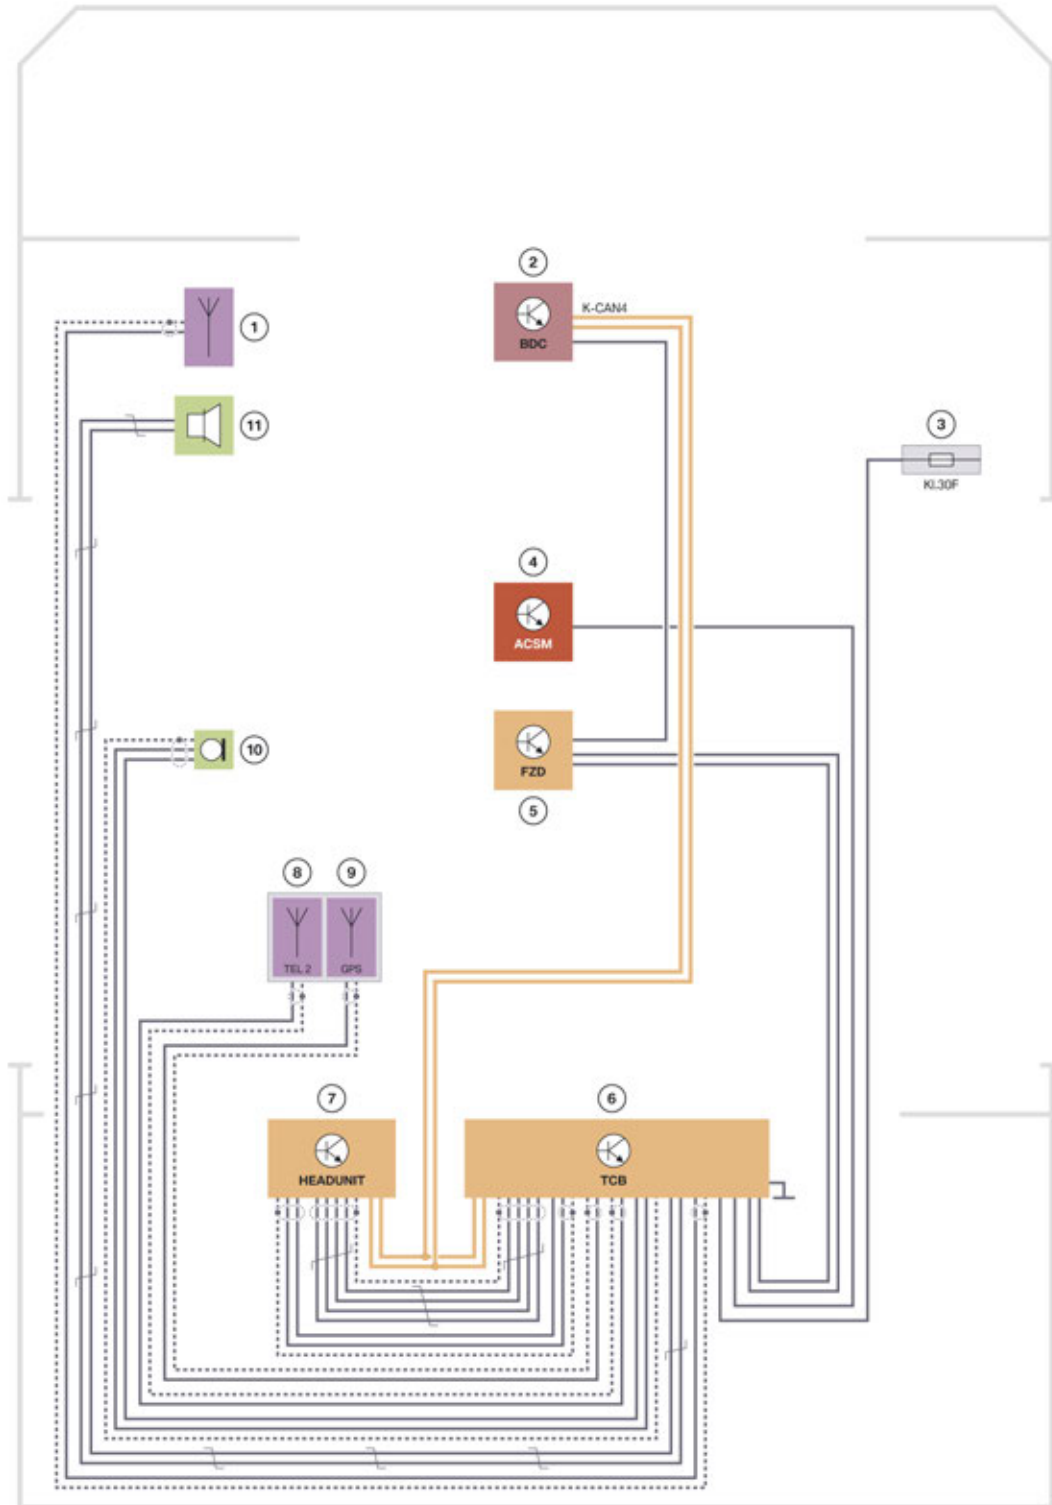 2
K-CAN4
BDC
1
11
3
Kl.30F
4
ACSM
10
FZD
5
8
9
TEL 2
GPS
7
6
HEADUNIT
TCB